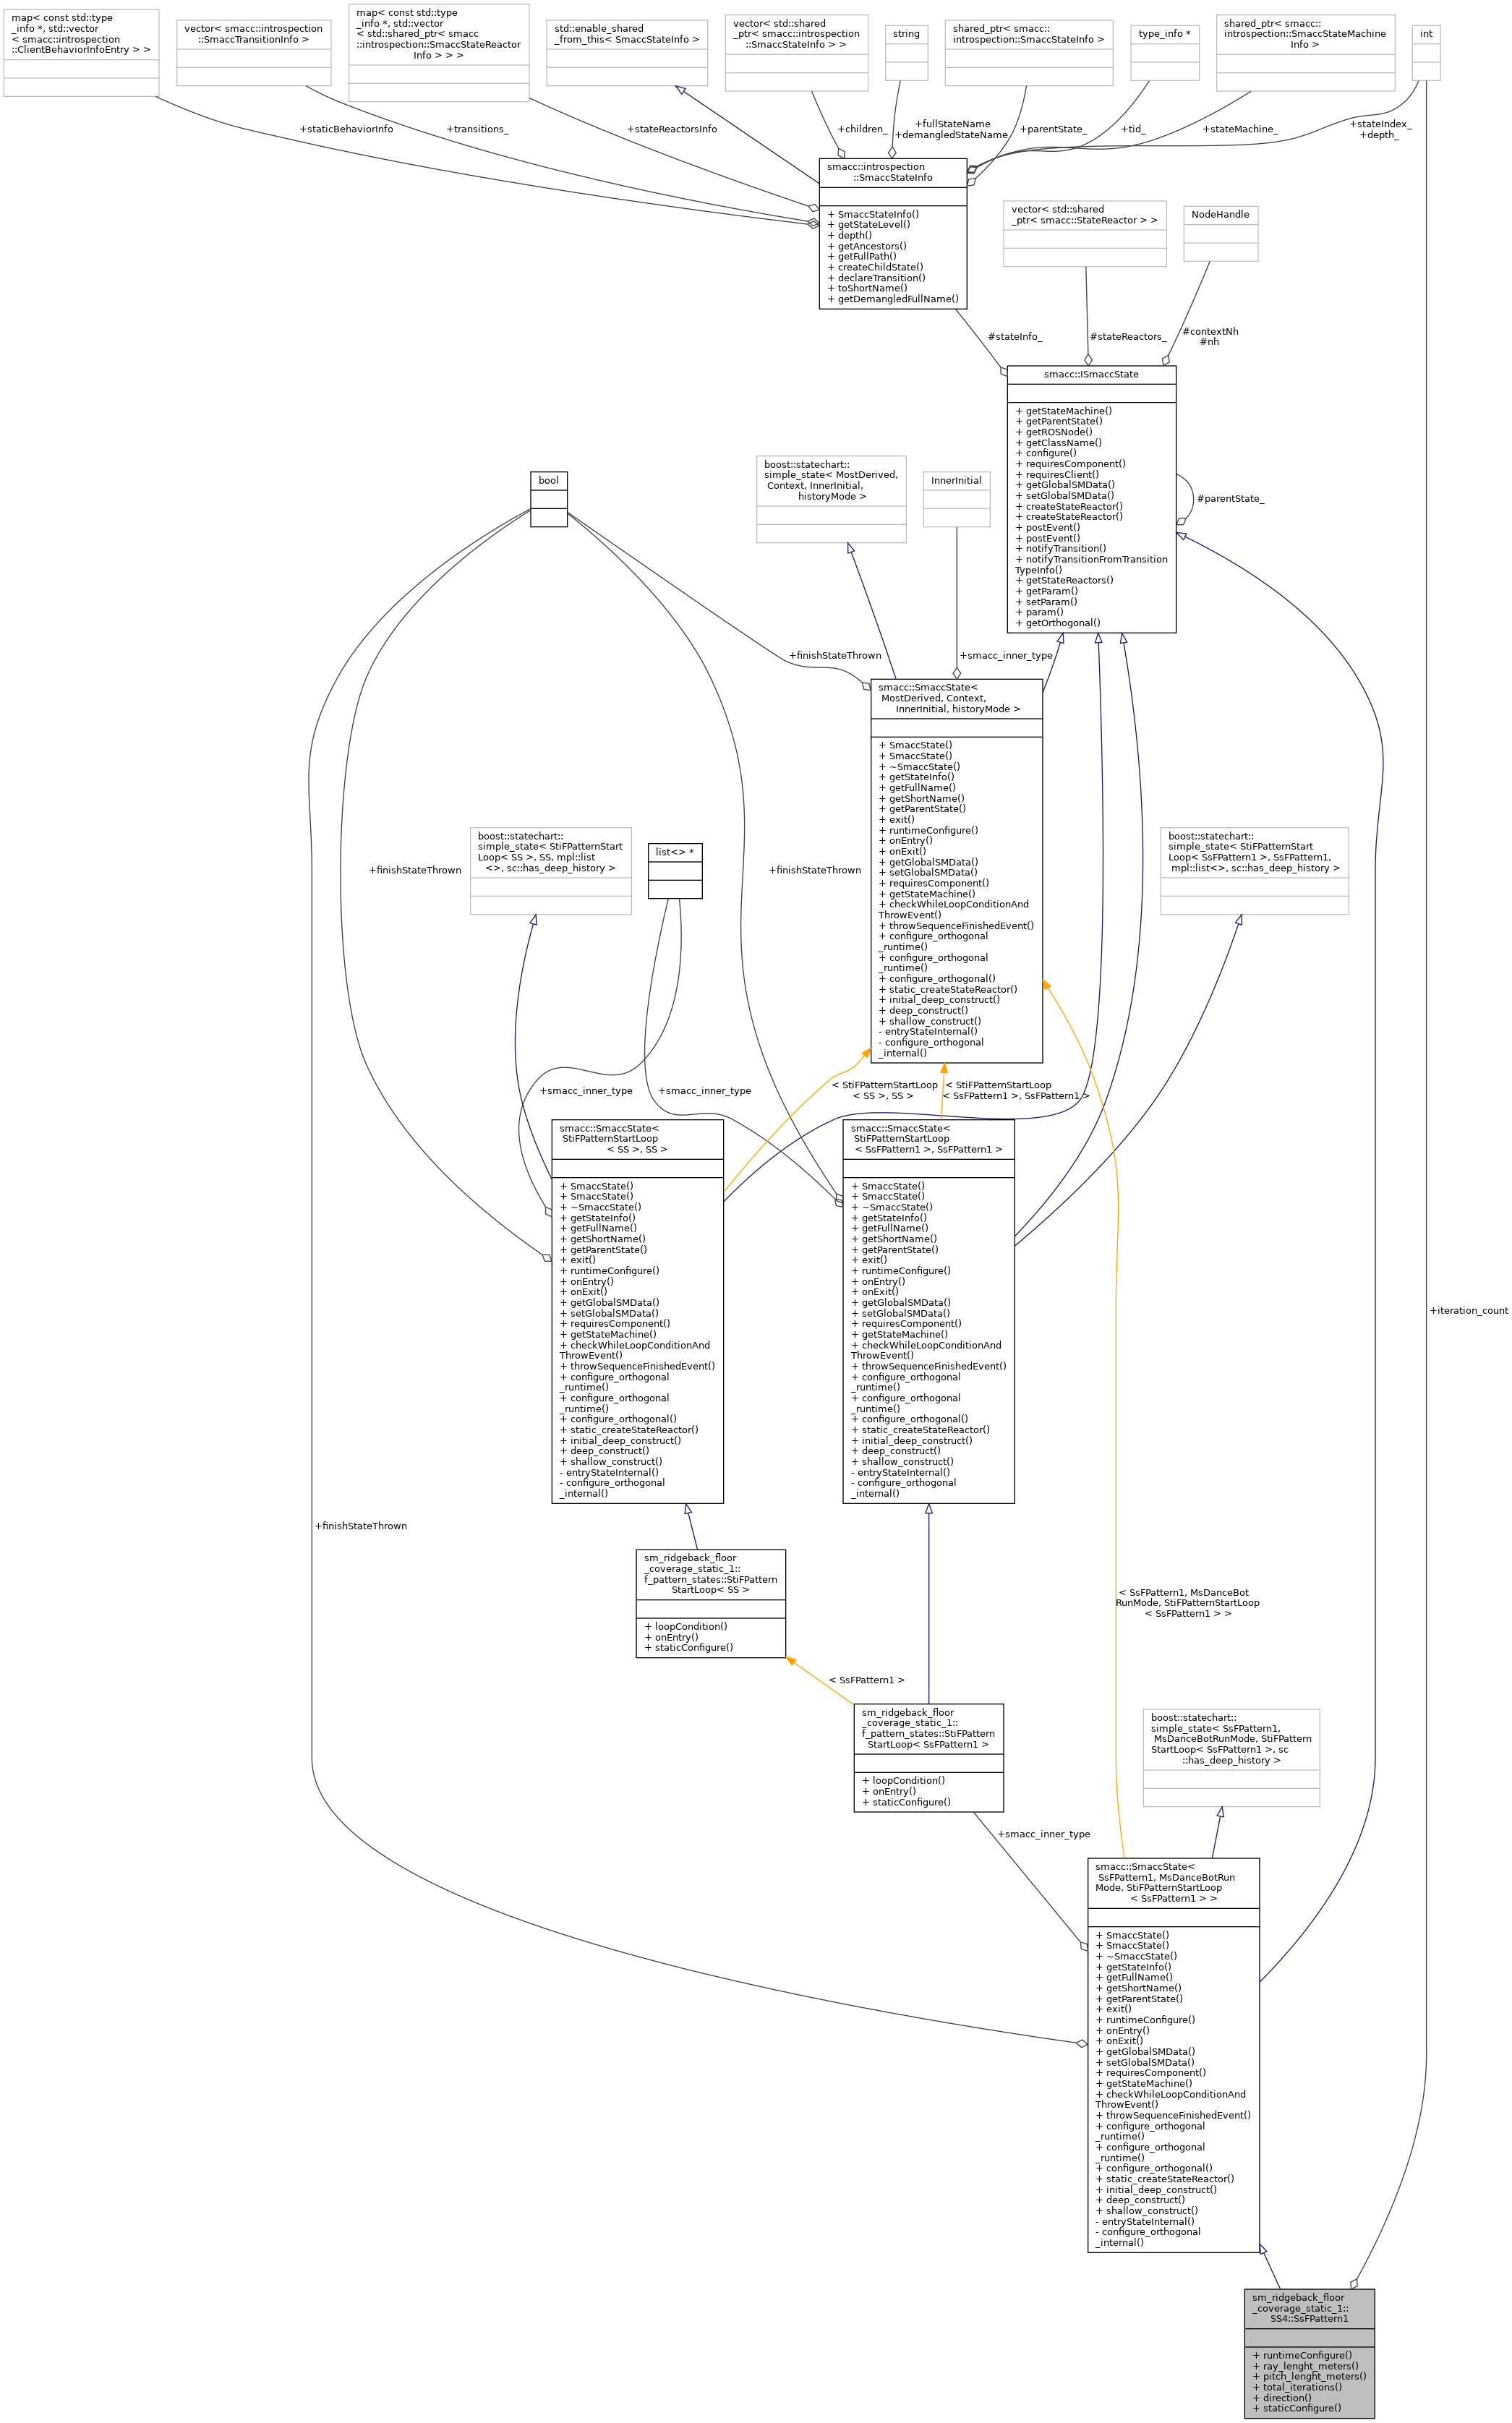 map< const std::type
_info *, std::vector
< smacc::introspection
::ClientBehaviorInfoEntry > >
vector< smacc::introspection
::SmaccTransitionInfo >
map< const std::type
_info *, std::vector
< std::shared_ptr< smacc
::introspection::SmaccStateReactor
Info > > >
std::enable_shared
_from_this< SmaccStateInfo >
vector< std::shared
_ptr< smacc::introspection
::SmaccStateInfo > >
string
shared_ptr< smacc::
introspection::SmaccStateInfo >
type_info *
shared_ptr< smacc::
introspection::SmaccStateMachine
Info >
int
+staticBehaviorInfo
+transitions_
+stateReactorsInfo
+children_
+fullStateName
+demangledStateName
+parentState_
+tid_
+stateMachine_
+stateIndex_
+depth_
smacc::introspection
::SmaccStateInfo
+ SmaccStateInfo()
+ getStateLevel()
+ depth()
+ getAncestors()
+ getFullPath()
+ createChildState()
+ declareTransition()
+ toShortName()
+ getDemangledFullName()
vector< std::shared
_ptr< smacc::StateReactor > >
NodeHandle
#stateInfo_
#stateReactors_
#contextNh
#nh
smacc::ISmaccState
+ getStateMachine()
+ getParentState()
+ getROSNode()
+ getClassName()
+ configure()
+ requiresComponent()
+ requiresClient()
+ getGlobalSMData()
+ setGlobalSMData()
+ createStateReactor()
+ createStateReactor()
+ postEvent()
+ postEvent()
+ notifyTransition()
+ notifyTransitionFromTransition
TypeInfo()
+ getStateReactors()
+ getParam()
+ setParam()
+ param()
+ getOrthogonal()
#parentState_
bool
boost::statechart::
simple_state< MostDerived,
Context, InnerInitial,
historyMode >
InnerInitial
+finishStateThrown
+smacc_inner_type
smacc::SmaccState<
MostDerived, Context,
InnerInitial, historyMode >
+ SmaccState()
+ SmaccState()
+ ~SmaccState()
+ getStateInfo()
+ getFullName()
+ getShortName()
+ getParentState()
+ exit()
+ runtimeConfigure()
+ onEntry()
+ onExit()
+ getGlobalSMData()
+ setGlobalSMData()
+ requiresComponent()
+ getStateMachine()
+ checkWhileLoopConditionAnd
ThrowEvent()
+ throwSequenceFinishedEvent()
+ configure_orthogonal
_runtime()
+ configure_orthogonal
_runtime()
+ configure_orthogonal()
+ static_createStateReactor()
+ initial_deep_construct()
+ deep_construct()
+ shallow_construct()
- entryStateInternal()
- configure_orthogonal
_internal()
boost::statechart::
simple_state< StiFPatternStart
Loop< SS >, SS, mpl::list
<>, sc::has_deep_history >
list<> *
boost::statechart::
simple_state< StiFPatternStart
Loop< SsFPattern1 >, SsFPattern1,
mpl::list<>, sc::has_deep_history >
+finishStateThrown
+finishStateThrown
+smacc_inner_type
+smacc_inner_type
< StiFPatternStartLoop
< SS >, SS >
< StiFPatternStartLoop
< SsFPattern1 >, SsFPattern1 >
smacc::SmaccState<
StiFPatternStartLoop
< SS >, SS >
+ SmaccState()
+ SmaccState()
+ ~SmaccState()
+ getStateInfo()
+ getFullName()
+ getShortName()
+ getParentState()
+ exit()
+ runtimeConfigure()
+ onEntry()
+ onExit()
+ getGlobalSMData()
+ setGlobalSMData()
+ requiresComponent()
+ getStateMachine()
+ checkWhileLoopConditionAnd
ThrowEvent()
+ throwSequenceFinishedEvent()
+ configure_orthogonal
_runtime()
+ configure_orthogonal
_runtime()
+ configure_orthogonal()
+ static_createStateReactor()
+ initial_deep_construct()
+ deep_construct()
+ shallow_construct()
- entryStateInternal()
- configure_orthogonal
_internal()
smacc::SmaccState<
StiFPatternStartLoop
< SsFPattern1 >, SsFPattern1 >
+ SmaccState()
+ SmaccState()
+ ~SmaccState()
+ getStateInfo()
+ getFullName()
+ getShortName()
+ getParentState()
+ exit()
+ runtimeConfigure()
+ onEntry()
+ onExit()
+ getGlobalSMData()
+ setGlobalSMData()
+ requiresComponent()
+ getStateMachine()
+ checkWhileLoopConditionAnd
ThrowEvent()
+ throwSequenceFinishedEvent()
+ configure_orthogonal
_runtime()
+ configure_orthogonal
_runtime()
+ configure_orthogonal()
+ static_createStateReactor()
+ initial_deep_construct()
+ deep_construct()
+ shallow_construct()
- entryStateInternal()
- configure_orthogonal
_internal()
+iteration_count
+finishStateThrown
sm_ridgeback_floor
_coverage_static_1::
f_pattern_states::StiFPattern
StartLoop< SS >
+ loopCondition()
+ onEntry()
+ staticConfigure()
< SsFPattern1, MsDanceBot
RunMode, StiFPatternStartLoop
< SsFPattern1 > >
< SsFPattern1 >
sm_ridgeback_floor
_coverage_static_1::
f_pattern_states::StiFPattern
StartLoop< SsFPattern1 >
+ loopCondition()
+ onEntry()
+ staticConfigure()
boost::statechart::
simple_state< SsFPattern1,
MsDanceBotRunMode, StiFPattern
StartLoop< SsFPattern1 >, sc
::has_deep_history >
+smacc_inner_type
smacc::SmaccState<
SsFPattern1, MsDanceBotRun
Mode, StiFPatternStartLoop
< SsFPattern1 > >
+ SmaccState()
+ SmaccState()
+ ~SmaccState()
+ getStateInfo()
+ getFullName()
+ getShortName()
+ getParentState()
+ exit()
+ runtimeConfigure()
+ onEntry()
+ onExit()
+ getGlobalSMData()
+ setGlobalSMData()
+ requiresComponent()
+ getStateMachine()
+ checkWhileLoopConditionAnd
ThrowEvent()
+ throwSequenceFinishedEvent()
+ configure_orthogonal
_runtime()
+ configure_orthogonal
_runtime()
+ configure_orthogonal()
+ static_createStateReactor()
+ initial_deep_construct()
+ deep_construct()
+ shallow_construct()
- entryStateInternal()
- configure_orthogonal
_internal()
sm_ridgeback_floor
_coverage_static_1::
SS4::SsFPattern1
+ runtimeConfigure()
+ ray_lenght_meters()
+ pitch_lenght_meters()
+ total_iterations()
+ direction()
+ staticConfigure()